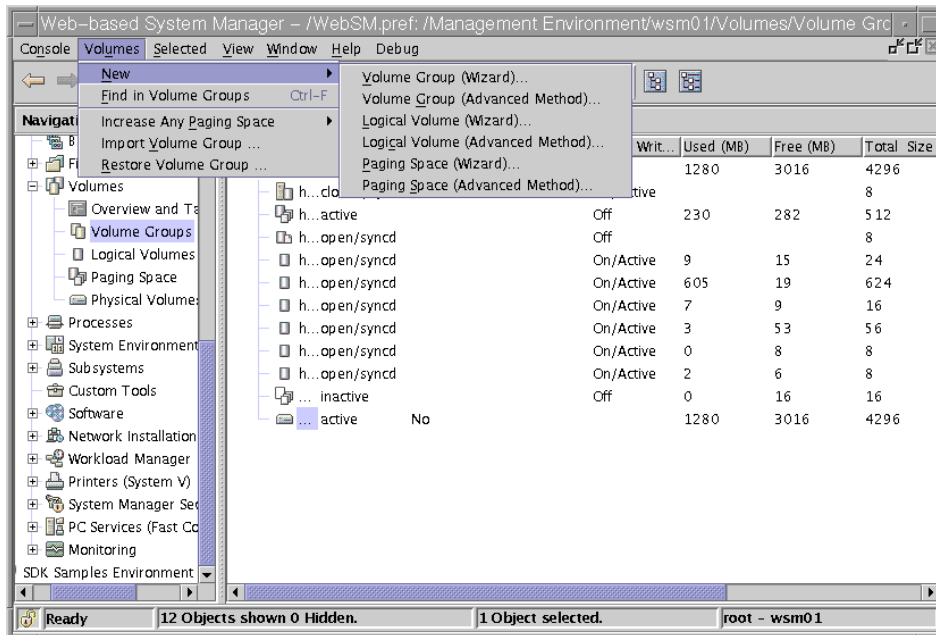 Web-based System Manager - /WebSM.pref: /Management Environment/wsm01/Volumes/Volume Grc
Console Volumes Selected View Window Help Debug
New
Find in Volume Groups Ctrl-F
Increase Any Paging Space
Import Volume Group ...
Restore Volume Group ...
Volume Group (Wizard)...
Volume Group (Advanced Method)...
Logical Volume (Wizard)...
Logical Volume (Advanced Method)...
Paging Space (Wizard)...
Paging Space (Advanced Method)...
Navigati
B
Fi
Volumes
Overview and Ta
Volume Groups
Logical Volumes
Paging Space
Physical Volume
Processes
System Environment
Subsystems
Custom Tools
Software
Network Installation
Workload Manager
Printers (System V)
System Manager Sec
PC Services (Fast Co
Monitoring
SDK Samples Environment
Writ... Used (MB) Free (MB) Total Size
1280 3016 4296
h...clo tive 8
h...active Off 230 282 512
h...open/syncd Off 8
h...open/syncd On/Active 9 15 24
h...open/syncd On/Active 605 19 624
h...open/syncd On/Active 7 9 16
h...open/syncd On/Active 3 53 56
h...open/syncd On/Active 0 8 8
h...open/syncd On/Active 2 6 8
... inactive Off 0 16 16
... active No 1280 3016 4296
Ready 12 Objects shown 0 Hidden. 1 Object selected. root - wsm01